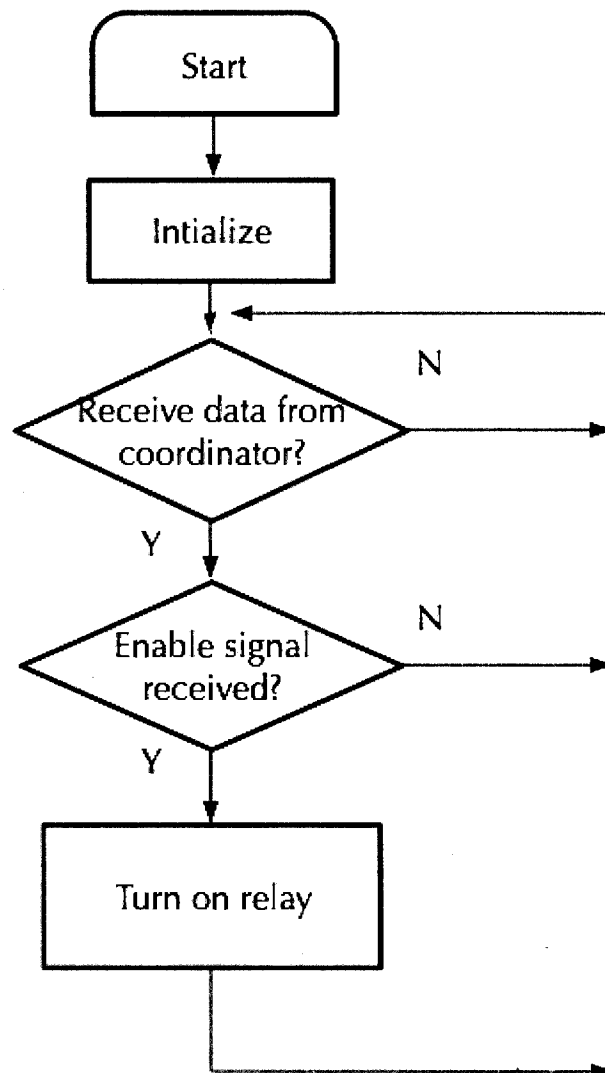 Start
Intialize
N
Receive data from
coordinator?
Y
N
Enable signal
received?
Y
Turn on relay